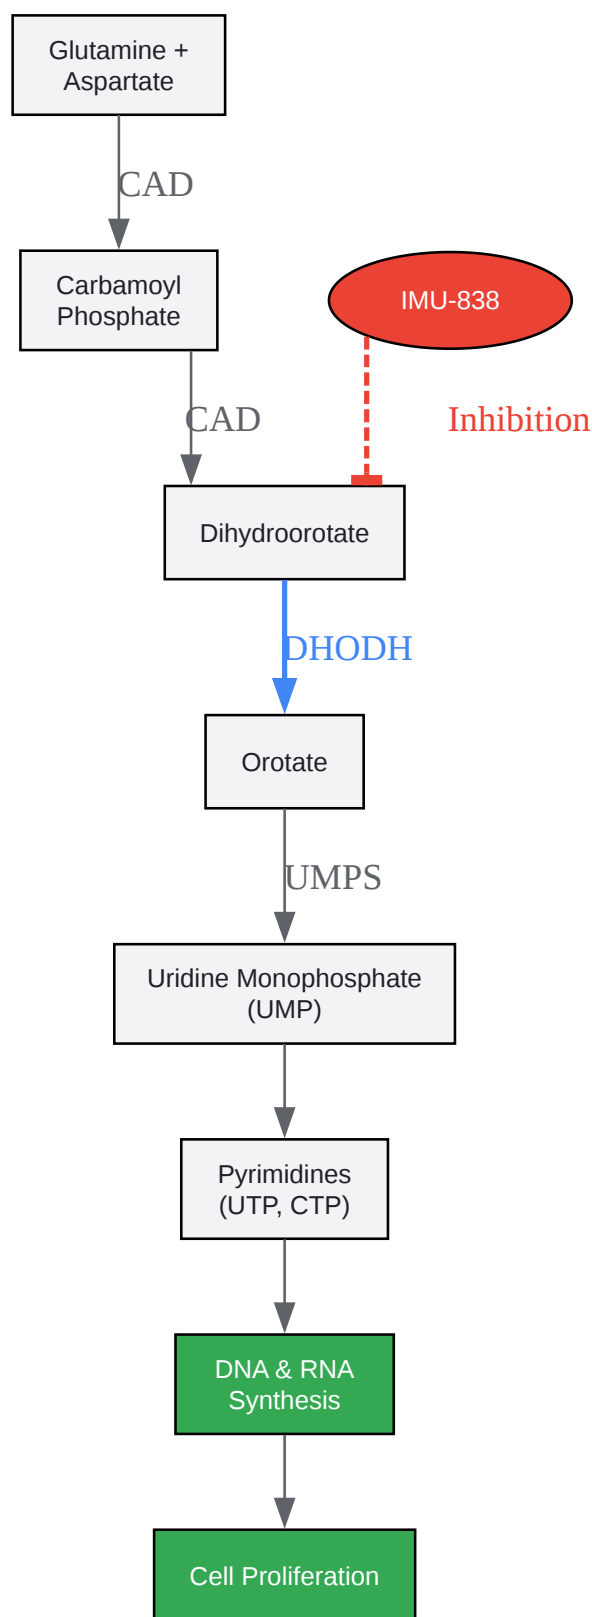 Glutamine +
Aspartate
CAD
Carbamoyl
Phosphate
IMU-838
CAD
Inhibition
Dihydroorotate
DHODH
Orotate
UMPS
Uridine Monophosphate
(UMP)
Pyrimidines
(UTP, CTP)
DNA & RNA
Synthesis
Cell Proliferation